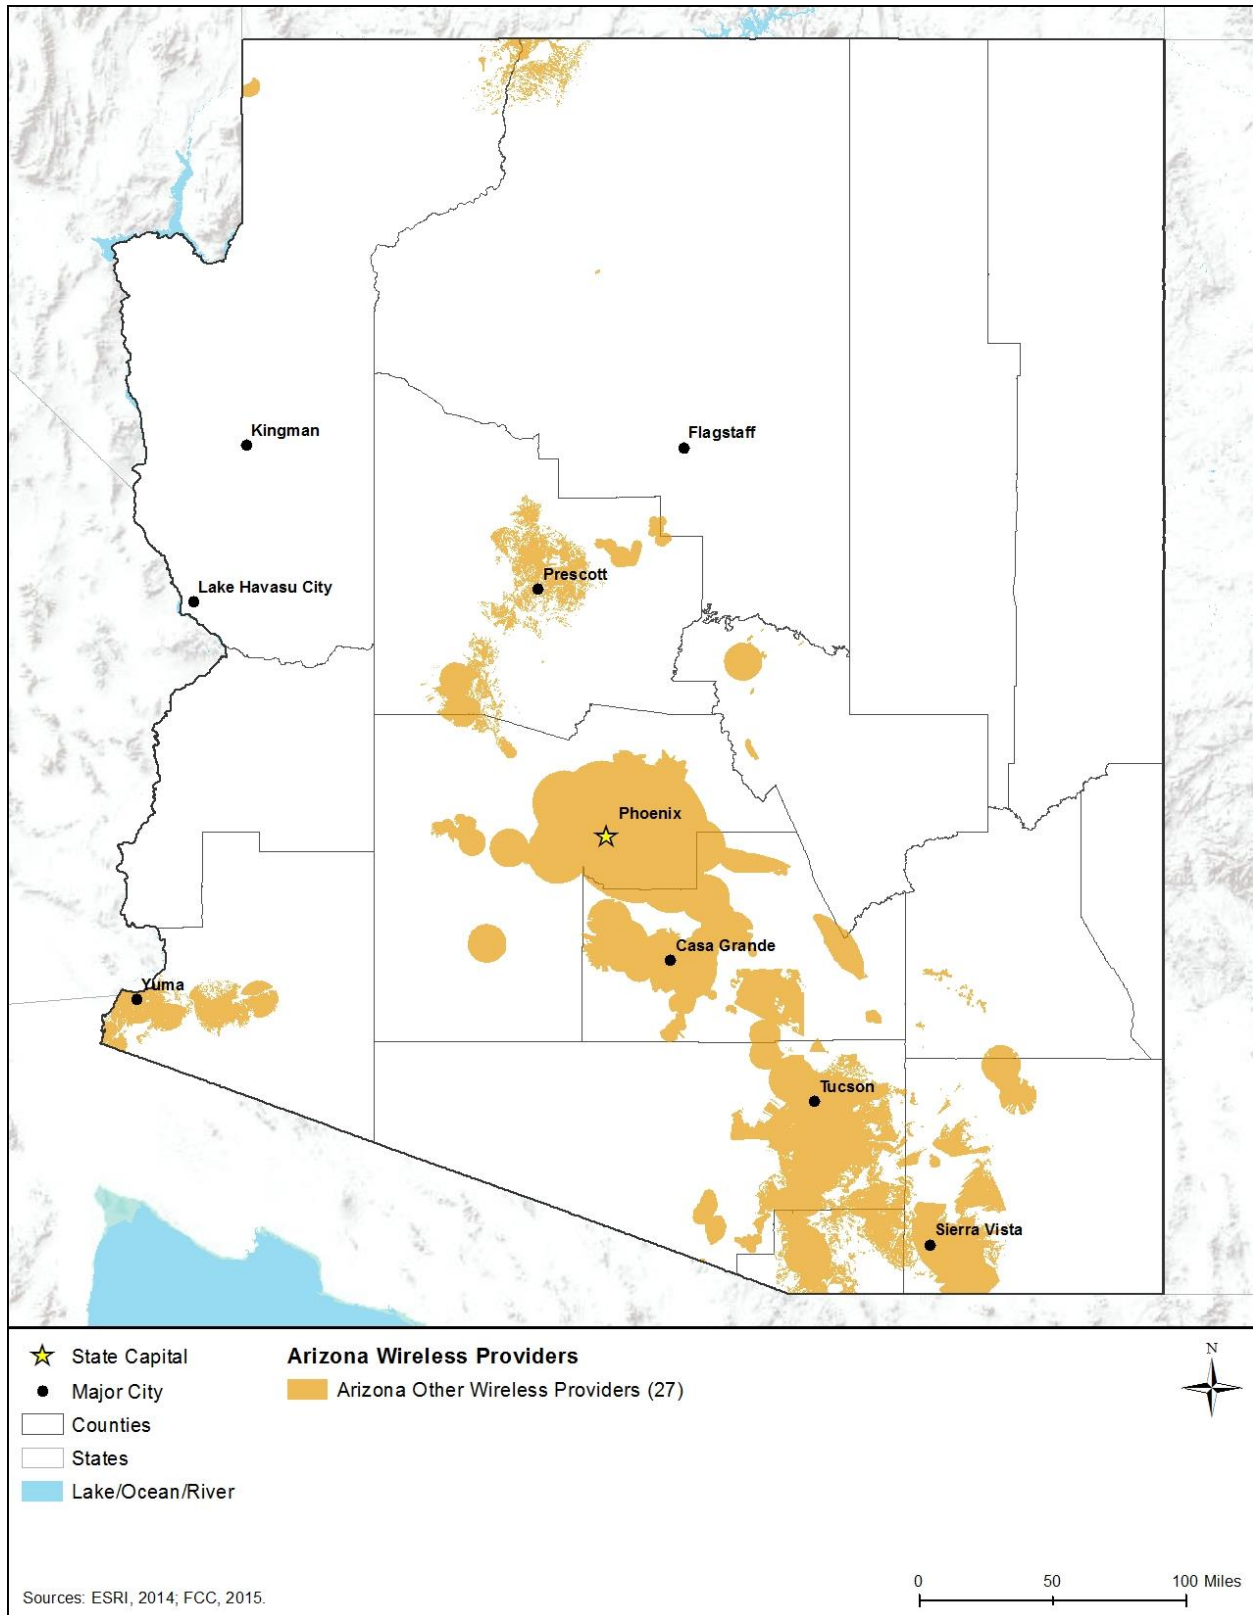 Kingman
Flagstaff
Prescott
Lake Havasu City
Phoenix
Casa Grande
Yuma
Tucson
Sierra Vista
State Capital
Major City
Counties
States
Lake/Ocean/River
Arizona Wireless Providers
Arizona Other Wireless Providers (27)
N
Sources: ESRI, 2014; FCC, 2015.
0 50 100 Miles